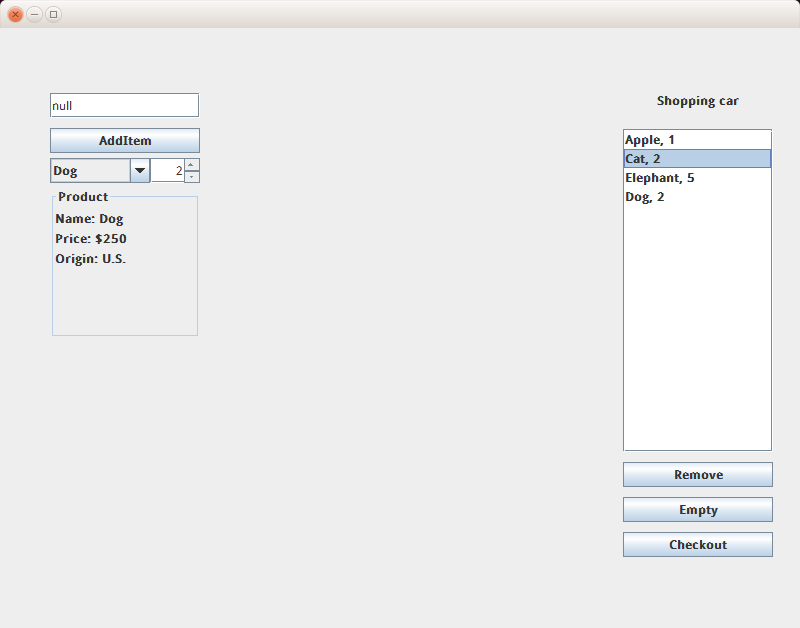 null
AddItem
Dog 2
Product
Name: Dog
Price: $250
Origin: U.S.
Shopping car
Apple, 1
Cat, 2
Elephant, 5
Dog, 2
Remove
Empty
Checkout